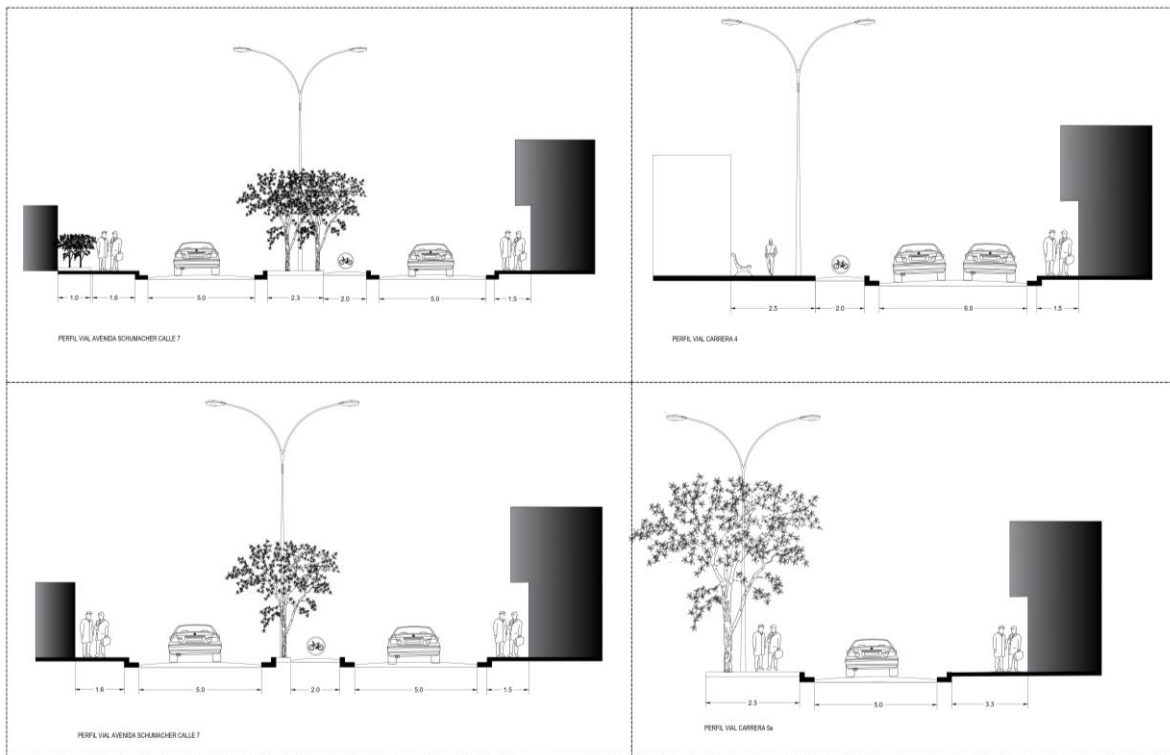 1.0 1.6 5.0 2.3 2.0 5.0 1.5
PERFIL VIAL AVENIDA SCHUMACHER CALLE 7
2.5 2.0 6.0 1.5
PERFIL VIAL CARRERA 4
1.6 5.0 2.0 5.0 1.5
PERFIL VIAL AVENIDA SCHUMACHER CALLE 7
2.3 5.0 3.3
PERFIL VIAL CARRERA 5a